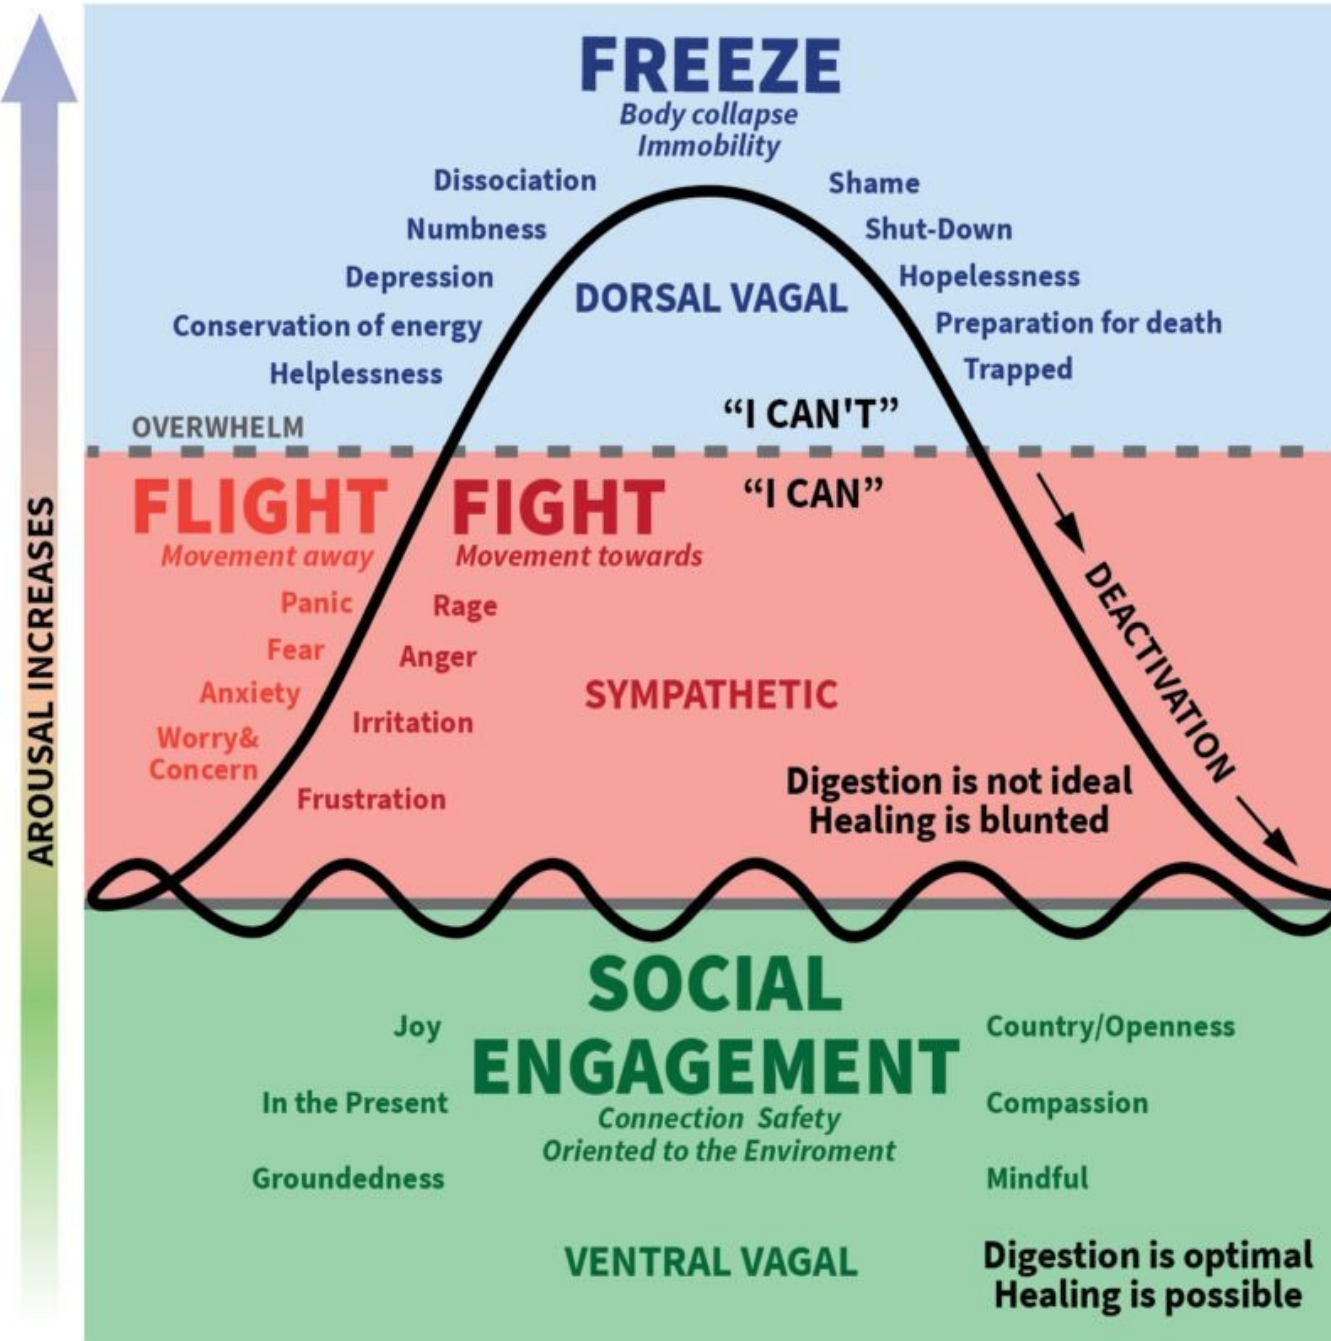 FREEZE
Body collapse
Immobility
Dissociation
Shame
Numbness
Shut-Down
Depression
Hopelessness
DORSAL VAGAL
Conservation of energy
Preparation for death
Helplessness
Trapped
"I CAN'T"
OVERWHELM
FLIGHT
Movement away
FIGHT
Movement towards
"I CAN"
Panic
Rage
Fear
Anger
Anxiety
Irritation
Worry&
Concern
Frustration
SYMPATHETIC
DEACTIVATION
Digestion is not ideal
Healing is blunted
AROUSAL INCREASES
SOCIAL
ENGAGEMENT
Connection Safety
Oriented to the Enviroment
Joy
Country/Openness
In the Present
Compassion
Groundedness
Mindful
VENTRAL VAGAL
Digestion is optimal
Healing is possible